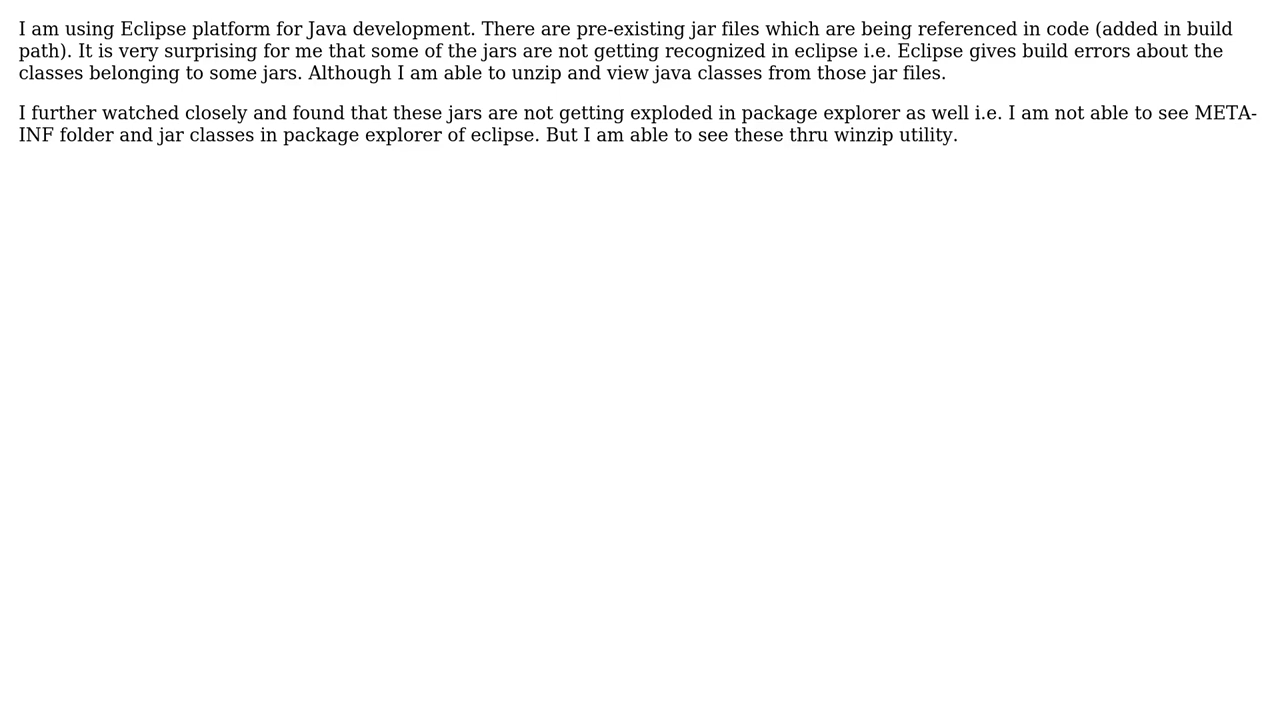 I am using Eclipse platform for Java development. There are pre-existing jar files which are being referenced in code (added in build
path). It is very surprising for me that some of the jars are not getting recognized in eclipse i.e. Eclipse gives build errors about the
classes belonging to some jars. Although I am able to unzip and view java classes from those jar files.
I further watched closely and found that these jars are not getting exploded in package explorer as well i.e. I am not able to see META-
INF folder and jar classes in package explorer of eclipse. But I am able to see these thru winzip utility.